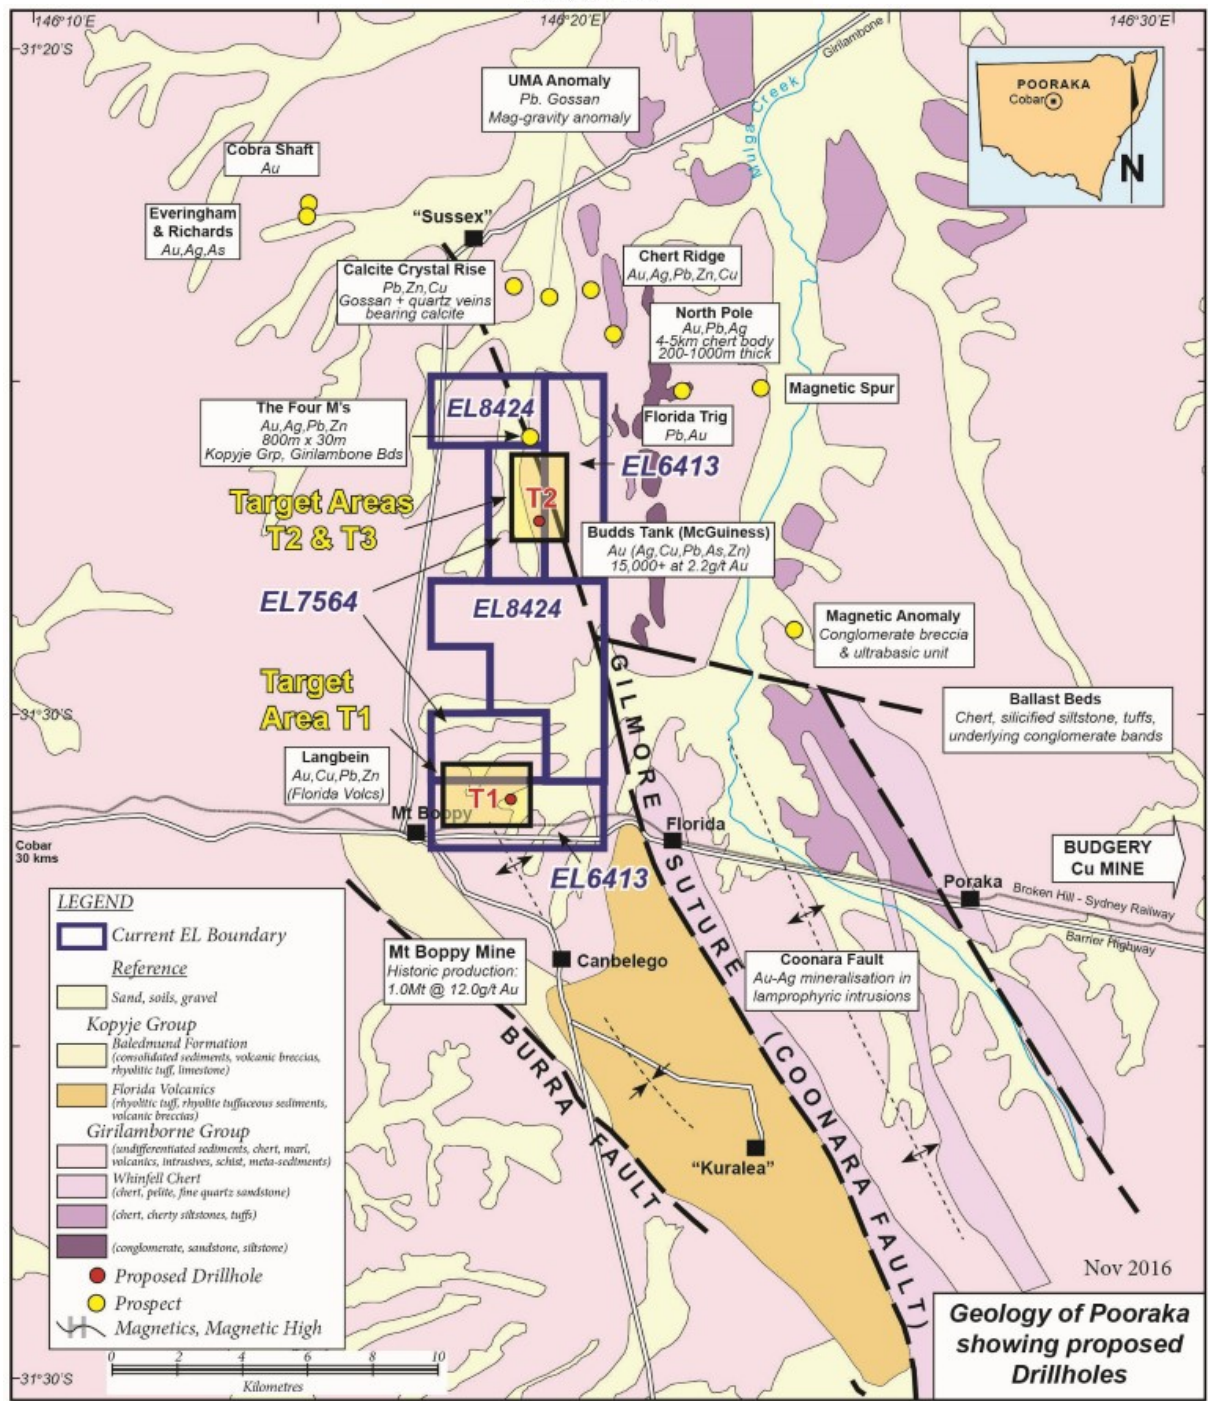 146°10'E
146°20'E
146°30'E
31°20'S
Girilambone
UMA Anomaly
Pb. Gossan
Mag-gravity anomaly
Mulga Creek
POORAKA
Cobar
N
Cobra Shaft
Au
Everingham
& Richards
Au,Ag,As
"Sussex"
Calcite Crystal Rise
Pb,Zn,Cu
Gossan + quartz veins
bearing calcite
Chert Ridge
Au,Ag,Pb,Zn,Cu
North Pole
Au,Pb,Ag
4-5km chert body
200-1000m thick
Magnetic Spur
The Four M's
Au,Ag,Pb,Zn
800m x 30m
Kopyje Grp, Girilambone Bds
EL8424
Florida Trig
Pb,Au
EL6413
Target Areas
T2 & T3
T2
Budds Tank (McGuiness)
Au (Ag,Cu,Pb,As,Zn)
15,000+ at 2.2g/t Au
EL7564
EL8424
Magnetic Anomaly
Conglomerate breccia
& ultrabasic unit
Target
Area T1
31°30'S
Ballast Beds
Chert, silicified siltstone, tuffs,
underlying conglomerate bands
Langbein
Au,Cu,Pb,Zn
(Florida Volcs)
T1
Mt Boppy
GILMORE SUTURE (COONARA FAULT)
Florida
Cobar
30 kms
EL6413
BUDGERY
Cu MINE
Poraka
Broken Hill - Sydney Railway
Barrier Highway
Mt Boppy Mine
Historic production:
1.0Mt @ 12.0g/t Au
Canbelego
Coonara Fault
Au-Ag mineralisation in
lamprophyric intrusions
BURRA FAULT
"Kuralea"
LEGEND
Current EL Boundary
Reference
Sand, soils, gravel
Kopyje Group
Baledmund Formation
(consolidated sediments, volcanic breccias,
rhyolitic tuff, limestone)
Florida Volcanics
(rhyolitic tuff, rhyolite tuffaceous sediments,
volcanic breccias)
Girilamborne Group
(undifferentiated sediments, chert, marl,
volcanics, intrusives, schist, meta-sediments)
Whinfell Chert
(chert, pelite, fine quartz sandstone)
(chert, cherty siltstones, tuffs)
(conglomerate, sandstone, siltstone)
Proposed Drillhole
Prospect
Magnetics, Magnetic High
0 2 4 6 8 10
Kilometres
31°30'S
Nov 2016
Geology of Pooraka
showing proposed
Drillholes